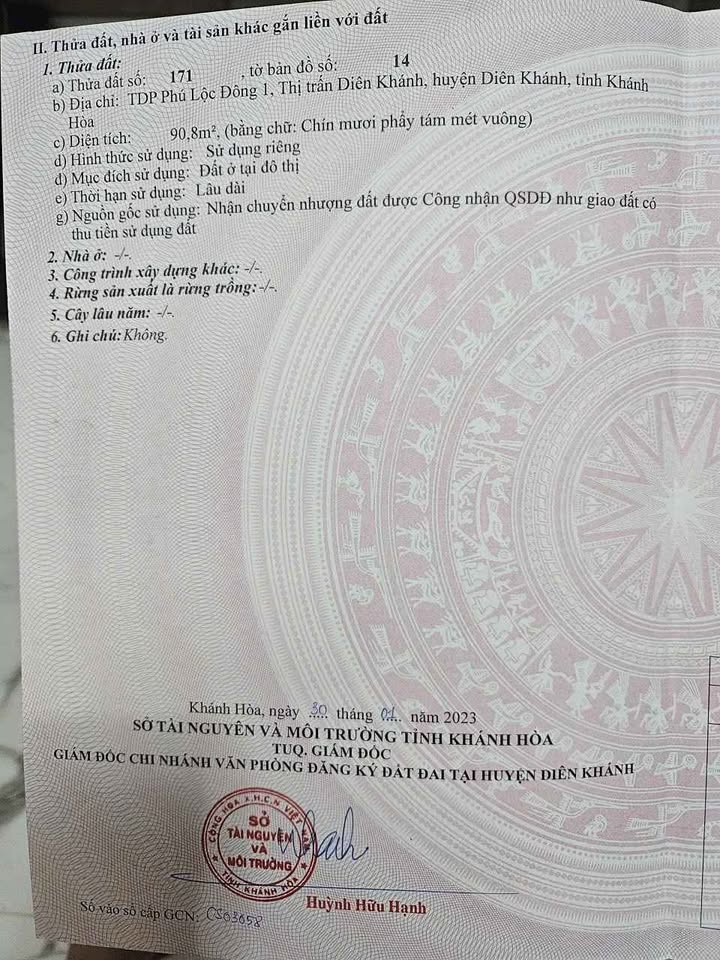 II. Thửa đất, nhà ở và tài sản khác gắn liền với đất
1. Thửa đất:
a) Thửa đất số: 171 , tờ bản đồ số: 14
b) Địa chỉ: TDP Phú Lộc Đông 1, Thị trấn Diên Khánh, huyện Diên Khánh, tỉnh Khánh
Hòa
c) Diện tích: 90,8m², (bằng chữ: Chín mươi phẩy tám mét vuông)
d) Hình thức sử dụng: Sử dụng riêng
đ) Mục đích sử dụng: Đất ở tại đô thị
e) Thời hạn sử dụng: Lâu dài
g) Nguồn gốc sử dụng: Nhận chuyển nhượng đất được Công nhận QSDĐ như giao đất có
thu tiền sử dụng đất
2. Nhà ở: -/-.
3. Công trình xây dựng khác: -/-.
4. Rừng sản xuất là rừng trồng: -/-.
5. Cây lâu năm: -/-.
6. Ghi chú: Không.
Khánh Hòa, ngày 30 tháng 01 năm 2023
SỞ TÀI NGUYÊN VÀ MÔI TRƯỜNG TỈNH KHÁNH HÒA
TUQ. GIÁM ĐỐC
GIÁM ĐỐC CHI NHÁNH VĂN PHÒNG ĐĂNG KÝ ĐẤT ĐAI TẠI HUYỆN DIÊN KHÁNH
CỘNG HÒA X.H.C.N VIỆT NAM
SỞ
TÀI NGUYÊN
VÀ
MÔI TRƯỜNG
TỈNH KHÁNH HÒA
Huỳnh Hữu Hạnh
Số vào sổ cấp GCN: CS03658